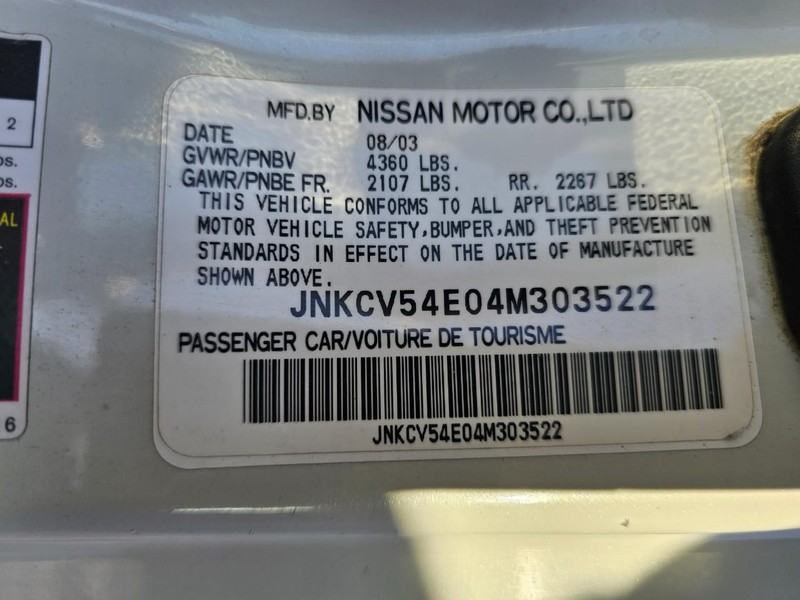 MFD.BY NISSAN MOTOR CO.,LTD
DATE 08/03
GVWR/PNBV 4360 LBS.
GAWR/PNBE FR. 2107 LBS. RR. 2267 LBS.
THIS VEHICLE CONFORMS TO ALL APPLICABLE FEDERAL
MOTOR VEHICLE SAFETY,BUMPER,AND THEFT PREVENTION
STANDARDS IN EFFECT ON THE DATE OF MANUFACTURE
SHOWN ABOVE.
JNKCV54E04M303522
PASSENGER CAR/VOITURE DE TOURISME
JNKCV54E04M303522
2
6